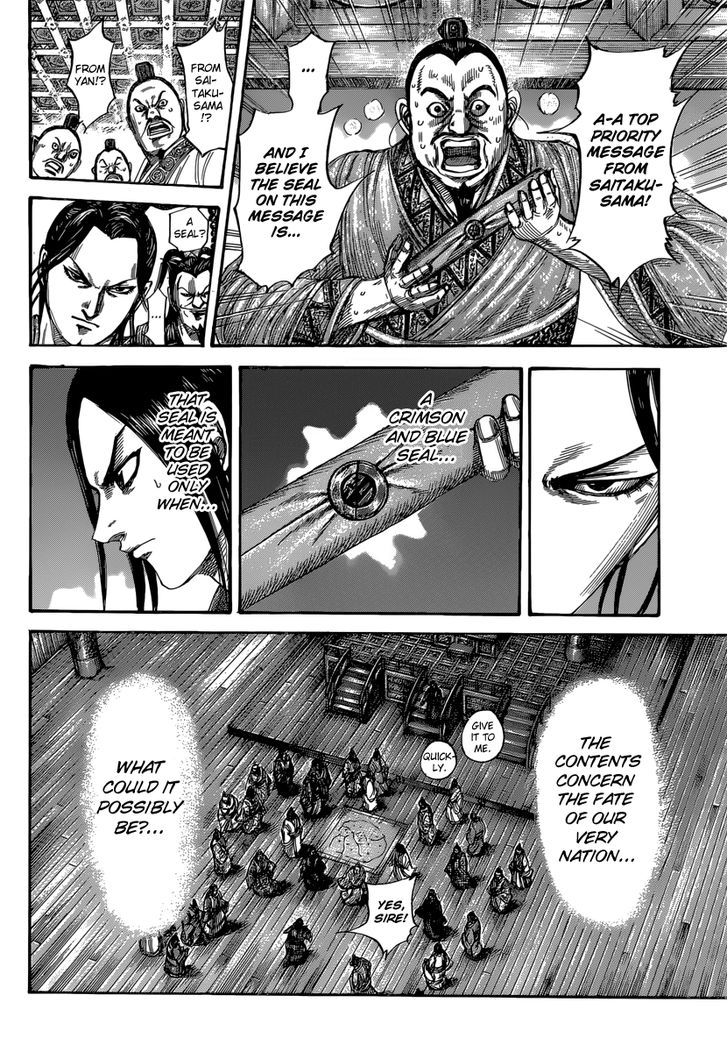 A-A TOP
PRIORITY
MESSAGE
FROM
SAITAKU-
SAMA!
...
AND I
BELIEVE
THE SEAL
ON THIS
MESSAGE
IS...
FROM
SAI-
TAKU-
SAMA
!?
FROM
YAN!?
A
SEAL?
...
A
CRIMSON
AND BLUE
SEAL...
THAT
SEAL IS
MEANT
TO BE
USED
ONLY
WHEN...
THE
CONTENTS
CONCERN
THE FATE
OF OUR
VERY
NATION...
GIVE
IT TO
ME.
QUICK-
LY.
YES,
SIRE!
WHAT
COULD IT
POSSIBLY
BE?...